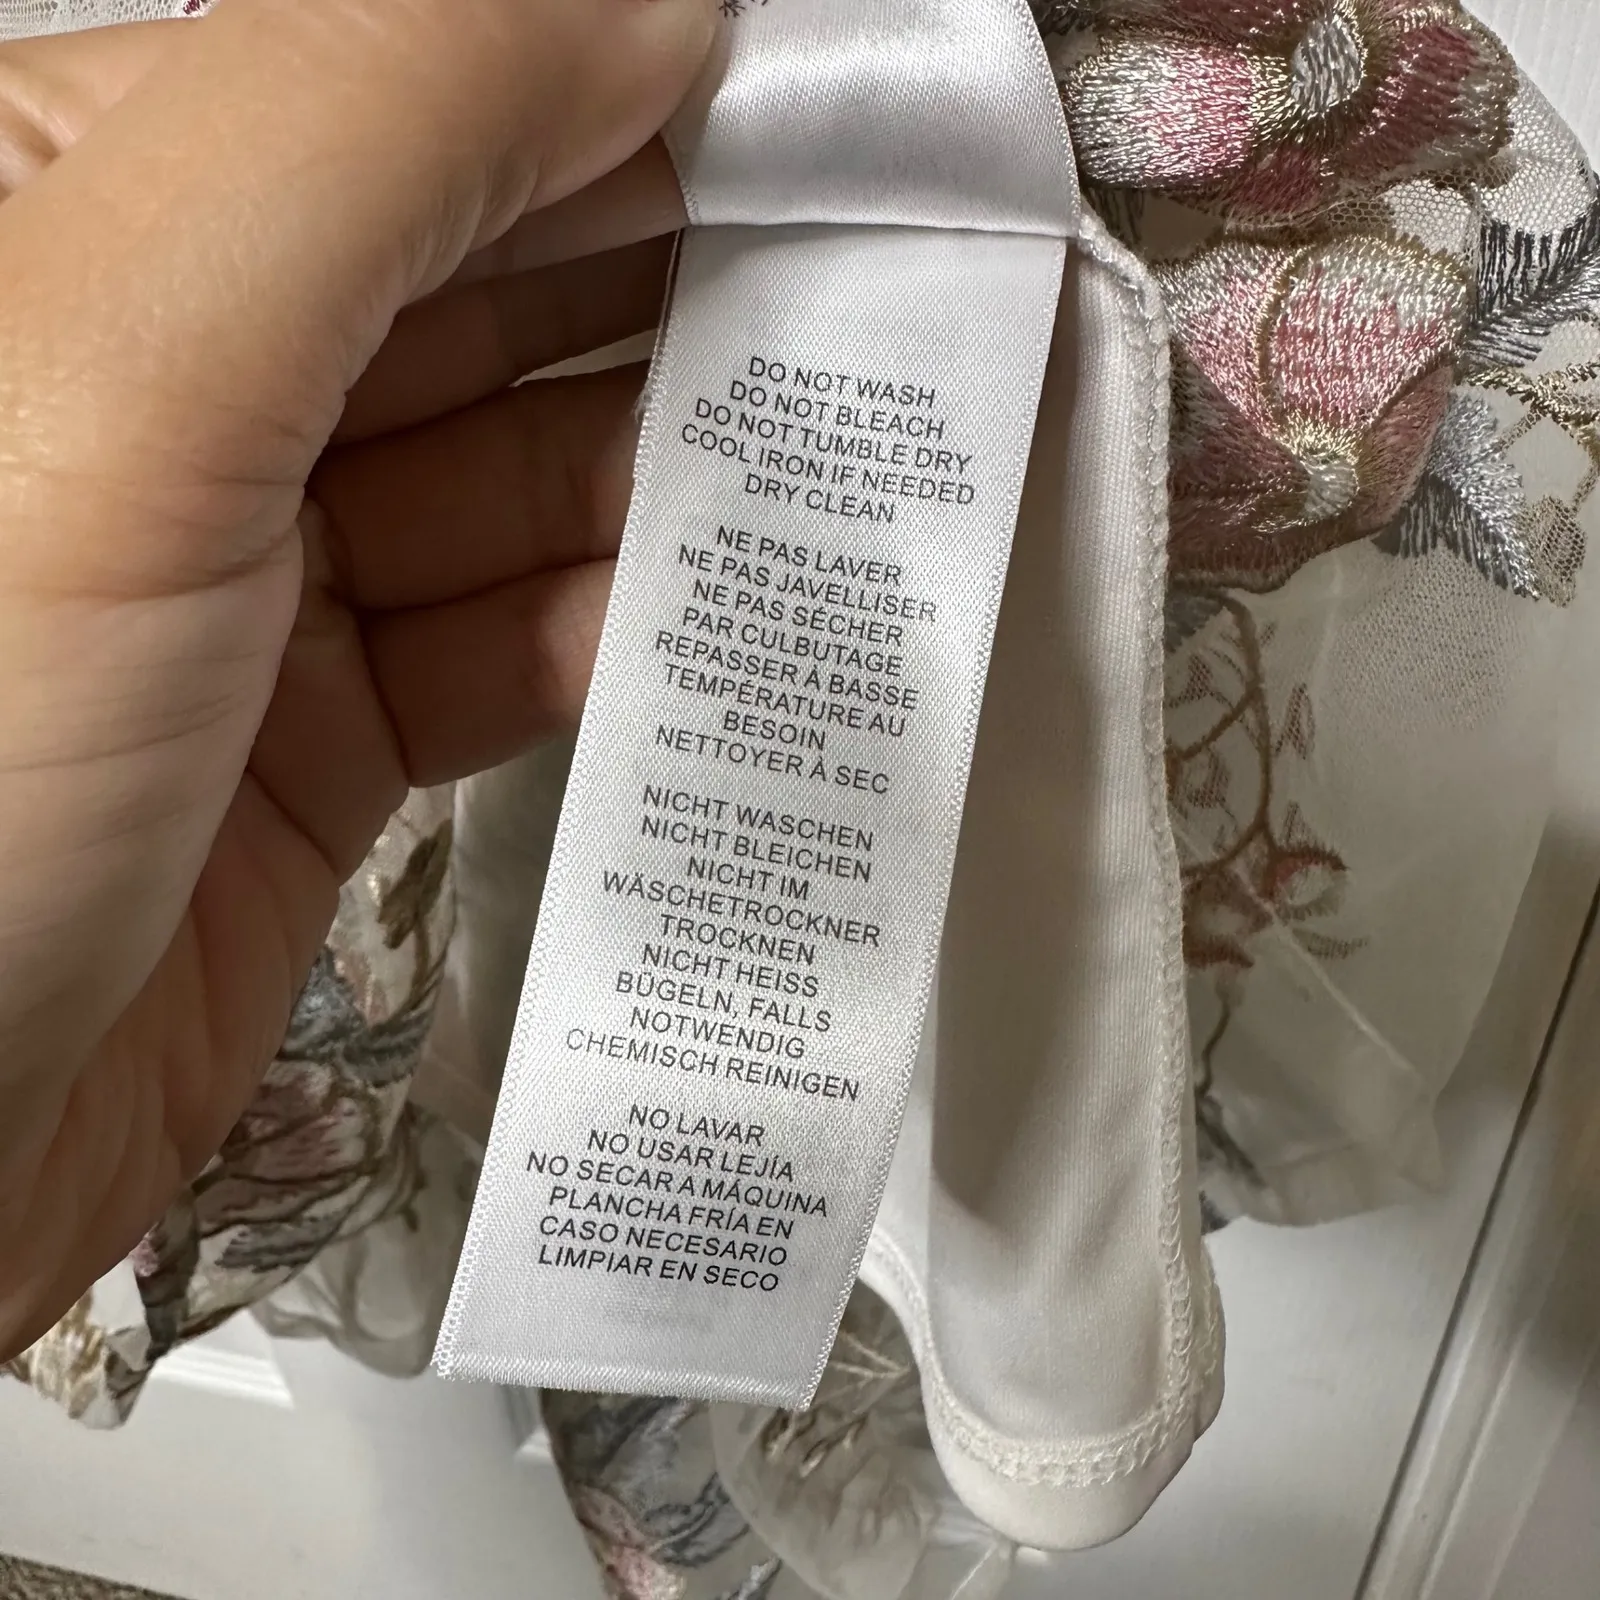 DO NOT WASH
DO NOT BLEACH
DO NOT TUMBLE DRY
COOL IRON IF NEEDED
DRY CLEAN
NE PAS LAVER
NE PAS JAVELLISER
NE PAS SÉCHER
PAR CULBUTAGE
REPASSER À BASSE
TEMPÉRATURE AU
BESOIN
NETTOYER À SEC
NICHT WASCHEN
NICHT BLEICHEN
NICHT IM
WÄSCHETROCKNER
TROCKNEN
NICHT HEISS
BÜGELN, FALLS
NOTWENDIG
CHEMISCH REINIGEN
NO LAVAR
NO USAR LEJÍA
NO SECAR A MÁQUINA
PLANCHA FRÍA EN
CASO NECESARIO
LIMPIAR EN SECO